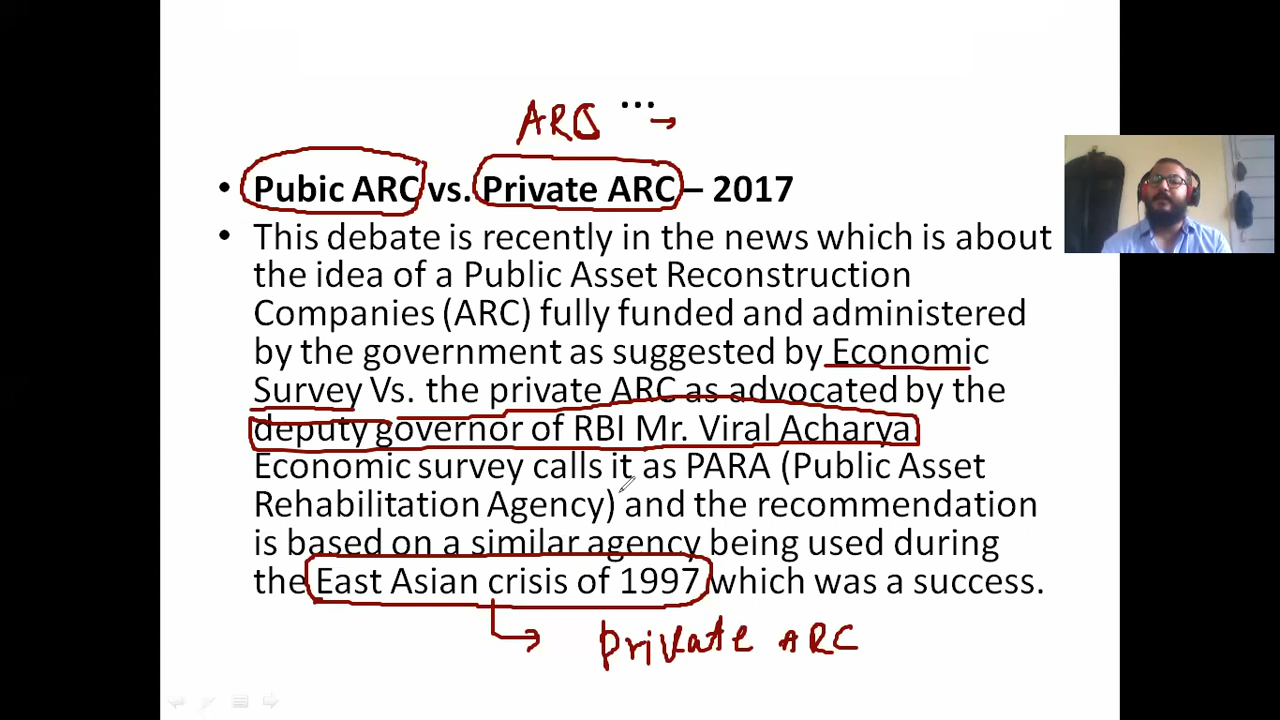 ARC ...
• Pubic ARC vs. Private ARC – 2017
• This debate is recently in the news which is about
the idea of a Public Asset Reconstruction
Companies (ARC) fully funded and administered
by the government as suggested by Economic
Survey Vs. the private ARC as advocated by the
deputy governor of RBI Mr. Viral Acharya.
Economic survey calls it as PARA (Public Asset
Rehabilitation Agency) and the recommendation
is based on a similar agency being used during
the East Asian crisis of 1997 which was a success.
Private ARC